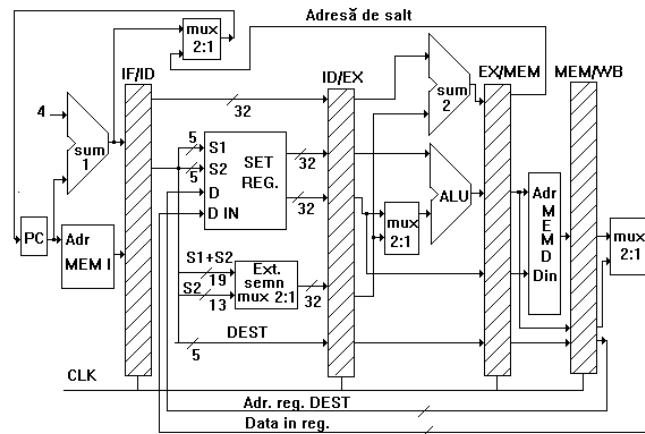 Adresă de salt
mux
2:1
IF/ID
ID/EX
EX/MEM
MEM/WB
4
sum
1
sum
2
32
5
S1
5
S2
D
D IN
SET
REG.
32
32
ALU
mux
2:1
PC
Adr
MEM I
Adr
M
E
M
D
Din
mux
2:1
S1+S2
19
S2
13
Ext.
semn
mux 2:1
32
DEST
5
CLK
Adr. reg. DEST
Data in reg.